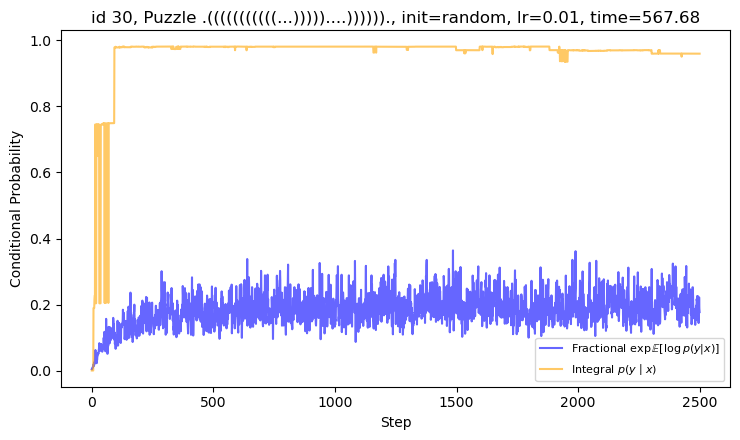 id 30, Puzzle .(((((((((((...)))))....))))))., init=random, lr=0.01, time=567.68
1.0
0.8
0.6
0.4
0.2
0.0
Conditional Probability
0
500
1000
1500
2000
2500
Step
Fractional exp𝔼[log p(y|x)]
Integral p(y | x)